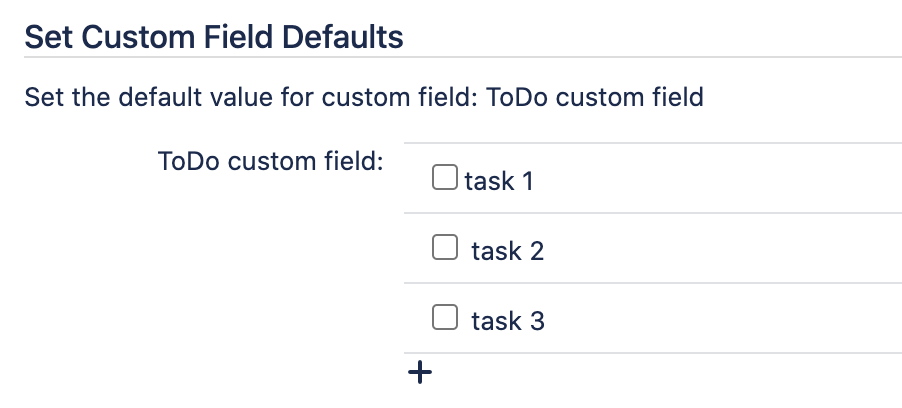 Set Custom Field Defaults
Set the default value for custom field: ToDo custom field
ToDo custom field:
task 1
task 2
task 3
+